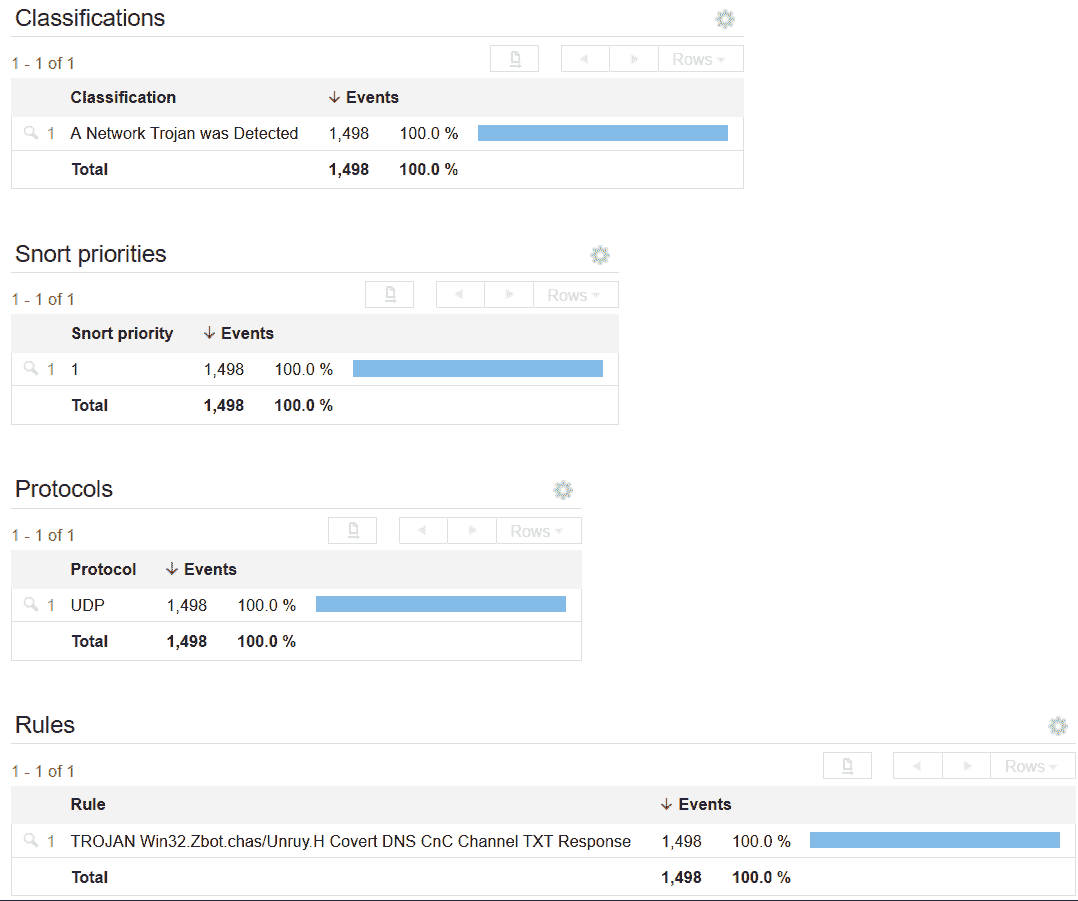 Classifications
1 - 1 of 1
Rows
Classification Events
1 A Network Trojan was Detected 1,498 100.0 %
Total 1,498 100.0 %
Snort priorities
1 - 1 of 1
Rows
Snort priority Events
1 1 1,498 100.0 %
Total 1,498 100.0 %
Protocols
1 - 1 of 1
Rows
Protocol Events
1 UDP 1,498 100.0 %
Total 1,498 100.0 %
Rules
1 - 1 of 1
Rows
Rule Events
1 TROJAN Win32.Zbot.chas/Unruy.H Covert DNS CnC Channel TXT Response 1,498 100.0 %
Total 1,498 100.0 %